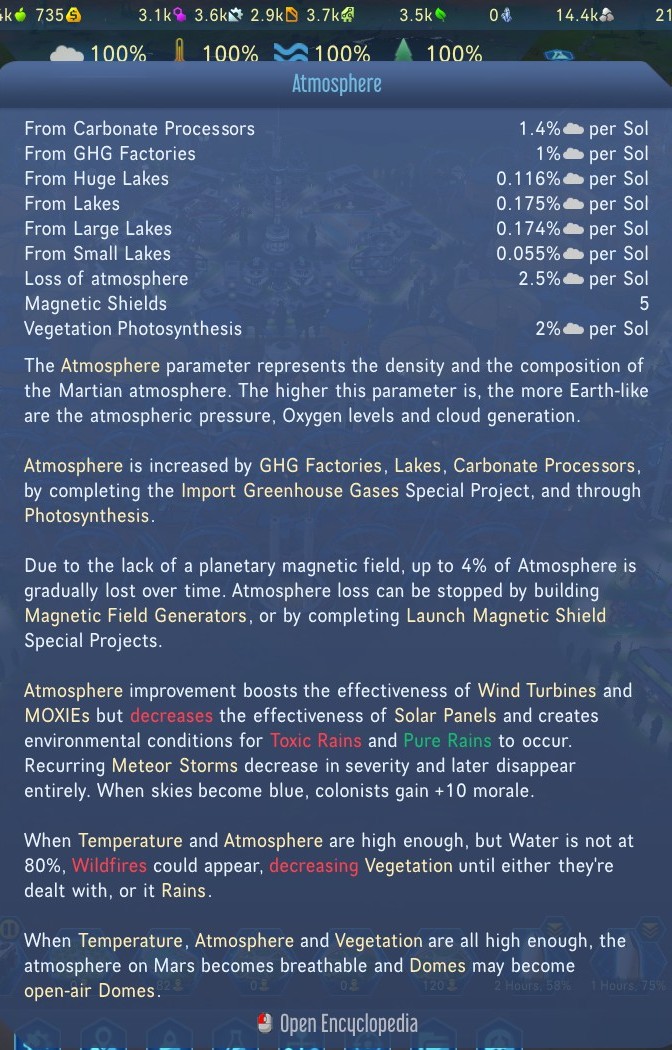 k 735 3.1k 3.6k 2.9k 3.7k 3.5k 0 14.4k 21
100% 100% 100% 100%
Atmosphere
From Carbonate Processors 1.4% per Sol
From GHG Factories 1% per Sol
From Huge Lakes 0.116% per Sol
From Lakes 0.175% per Sol
From Large Lakes 0.174% per Sol
From Small Lakes 0.055% per Sol
Loss of atmosphere 2.5% per Sol
Magnetic Shields 5
Vegetation Photosynthesis 2% per Sol
The Atmosphere parameter represents the density and the composition of
the Martian atmosphere. The higher this parameter is, the more Earth-like
are the atmospheric pressure, Oxygen levels and cloud generation.
Atmosphere is increased by GHG Factories, Lakes, Carbonate Processors,
by completing the Import Greenhouse Gases Special Project, and through
Photosynthesis.
Due to the lack of a planetary magnetic field, up to 4% of Atmosphere is
gradually lost over time. Atmosphere loss can be stopped by building
Magnetic Field Generators, or by completing Launch Magnetic Shield
Special Projects.
Atmosphere improvement boosts the effectiveness of Wind Turbines and
MOXIEs but decreases the effectiveness of Solar Panels and creates
environmental conditions for Toxic Rains and Pure Rains to occur.
Recurring Meteor Storms decrease in severity and later disappear
entirely. When skies become blue, colonists gain +10 morale.
When Temperature and Atmosphere are high enough, but Water is not at
80%, Wildfires could appear, decreasing Vegetation until either they're
dealt with, or it Rains.
When Temperature, Atmosphere and Vegetation are all high enough, the
atmosphere on Mars becomes breathable and Domes may become
open-air Domes.
82 0 0 120 2 Hours, 58% 1 Hours, 75%
Open Encyclopedia